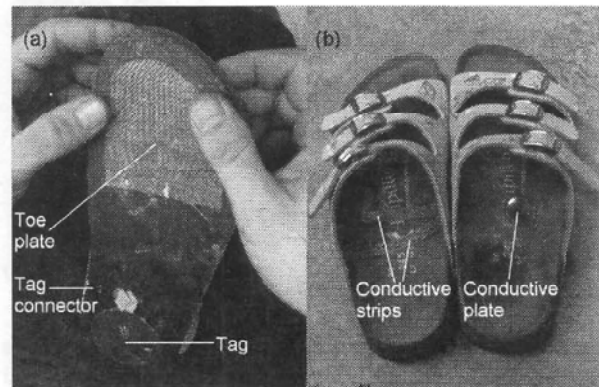 (a)
Toe
plate
Tag
connector
Tag
(b)
Conductive
strips
Conductive
plate